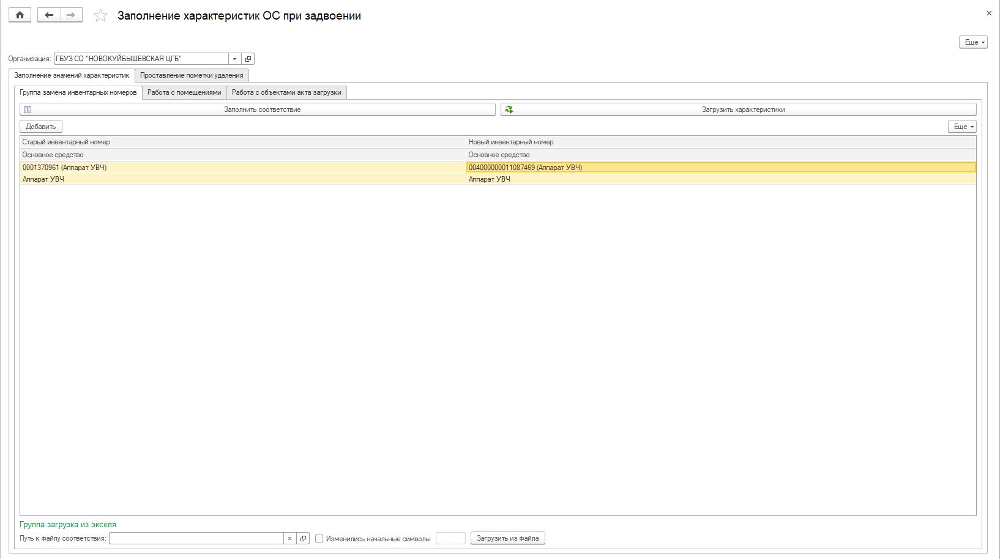 Заполнение характеристик ОС при задвоении
Еще
Организация: ГБУЗ СО "НОВОКУЙБЫШЕВСКАЯ ЦГБ"
Заполнение значений характеристик Проставление пометки удаления
Группа замена инвентарных номеров Работа с помещениями Работа с объектами акта загрузки
Заполнить соответствие Загрузить характеристики
Добавить Еще
Старый инвентарный номер Новый инвентарный номер
Основное средство Основное средство
0001370961 (Аппарат УВЧ) 004000000011087469 (Аппарат УВЧ)
Аппарат УВЧ Аппарат УВЧ
Группа загрузка из экселя
Путь к файлу соответствия: Изменились начальные символы Загрузить из файла